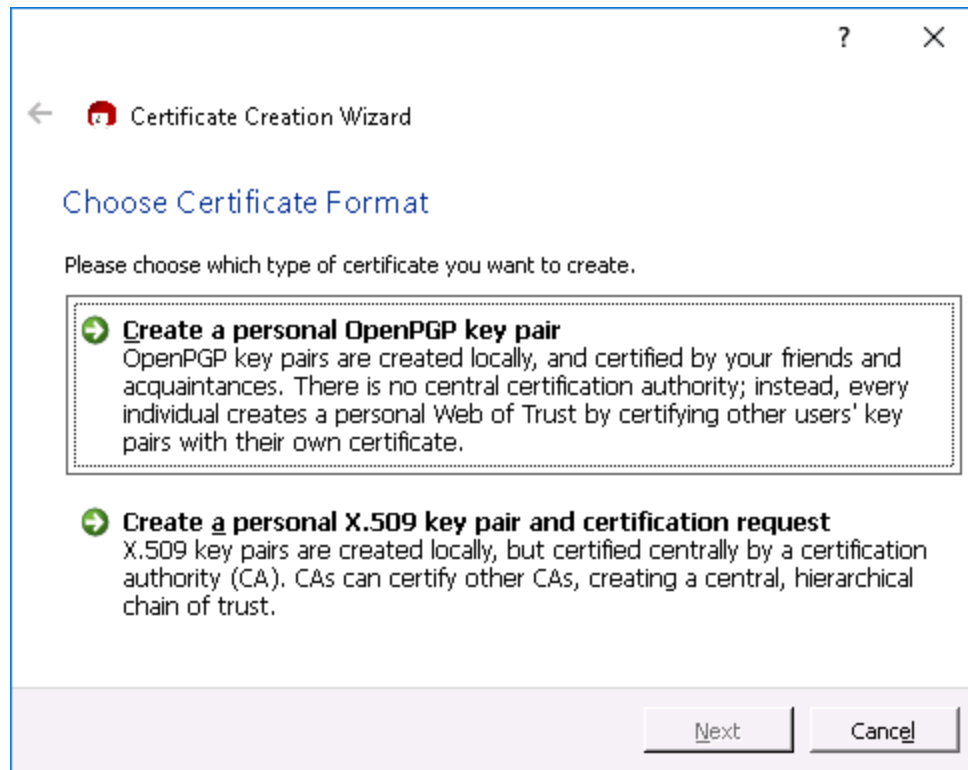 ?
Certificate Creation Wizard
Choose Certificate Format
Please choose which type of certificate you want to create.
Create a personal OpenPGP key pair
OpenPGP key pairs are created locally, and certified by your friends and
acquaintances. There is no central certification authority; instead, every
individual creates a personal Web of Trust by certifying other users' key
pairs with their own certificate.
Create a personal X.509 key pair and certification request
X.509 key pairs are created locally, but certified centrally by a certification
authority (CA). CAs can certify other CAs, creating a central, hierarchical
chain of trust.
Next Cancel